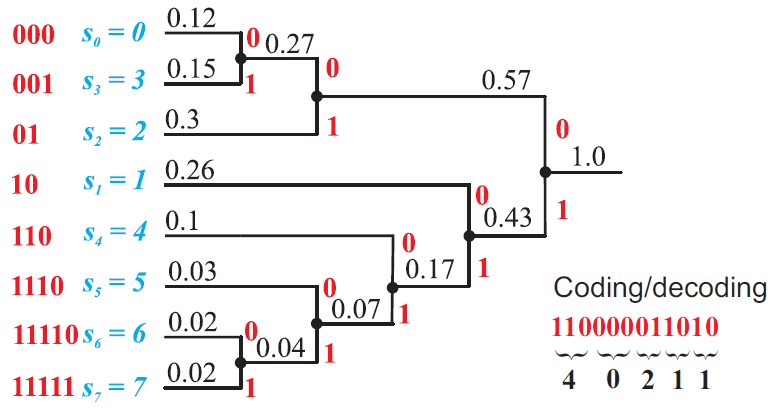 0.12
000 s₀ = 0
0 0.27
0.15
001 s₃ = 3
1
0
0.57
0.3
01 s₂ = 2
1
0
1.0
0.26
10 s₁ = 1
0
0.43
1
0.1
110 s₄ = 4
0
0.17
1
0.03
1110 s₅ = 5
0
0.07
1
Coding/decoding
0.02
11110 s₆ = 6
0
0.04
1
110000011010
0.02
11111 s₇ = 7
1
4 0 2 1 1